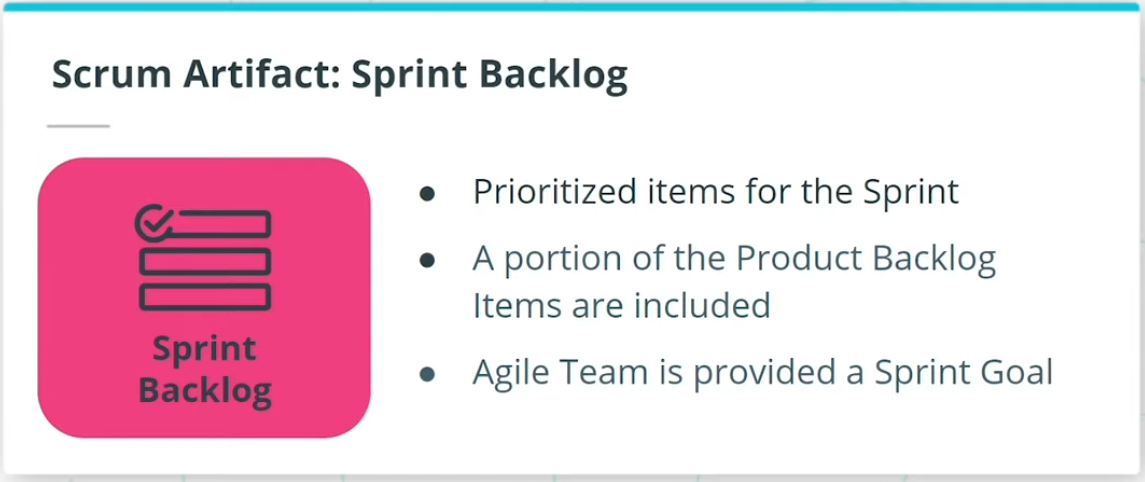 Scrum Artifact: Sprint Backlog
Sprint
Backlog
● Prioritized items for the Sprint
● A portion of the Product Backlog
Items are included
● Agile Team is provided a Sprint Goal